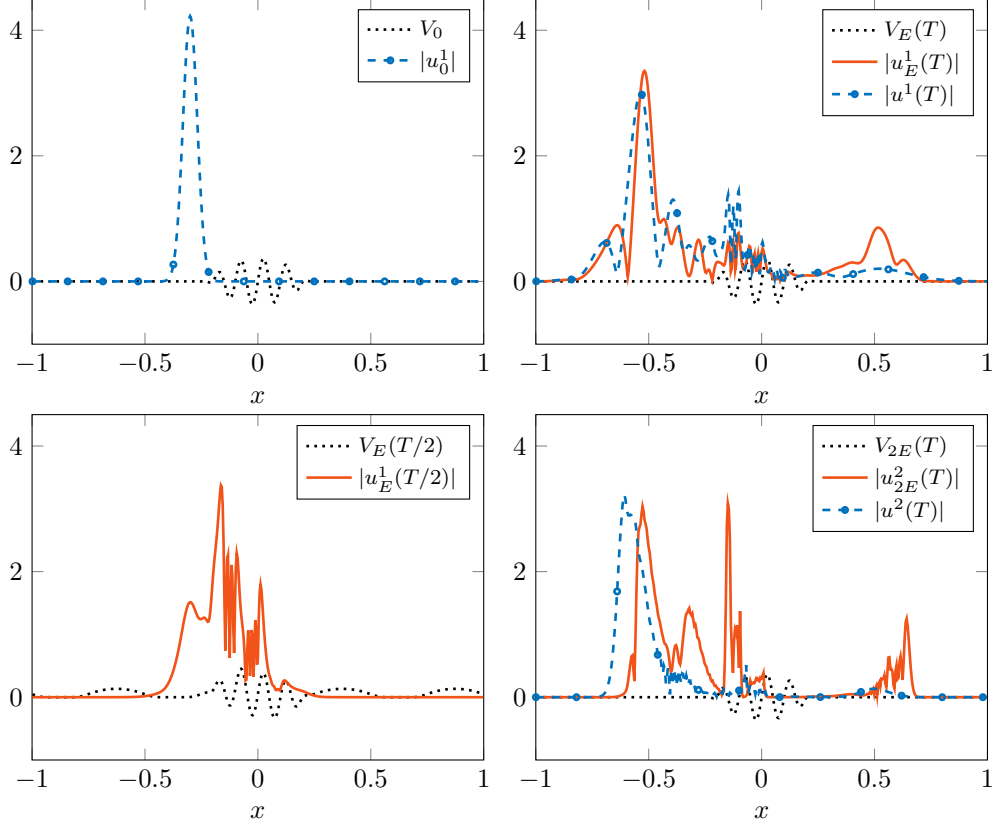 4
2
0
−1
−0.5
0
0.5
1
x
V_0
|u_0^1|
4
2
0
−1
−0.5
0
0.5
1
x
V_E(T)
|u_E^1(T)|
|u^1(T)|
4
2
0
−1
−0.5
0
0.5
1
x
V_E(T/2)
|u_E^1(T/2)|
4
2
0
−1
−0.5
0
0.5
1
x
V_{2E}(T)
|u_{2E}^2(T)|
|u^2(T)|